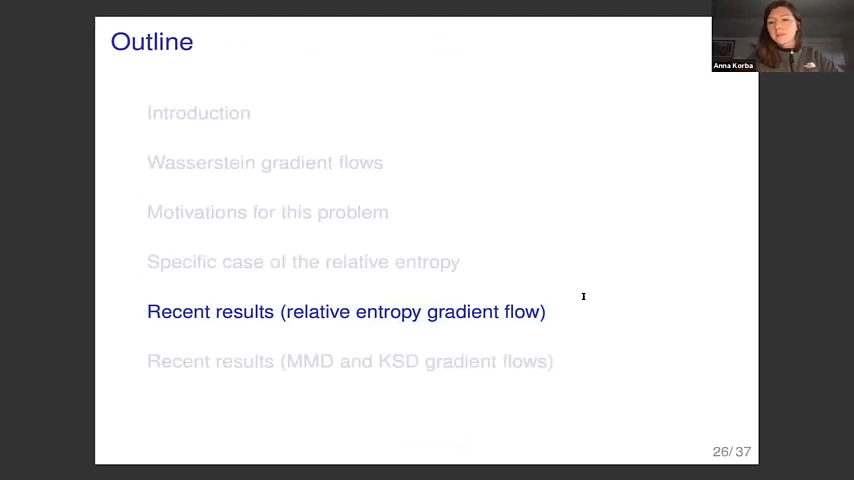 Outline
Anna Korba
Introduction
Wasserstein gradient flows
Motivations for this problem
Specific case of the relative entropy
Recent results (relative entropy gradient flow)
Recent results (MMD and KSD gradient flows)
26/37